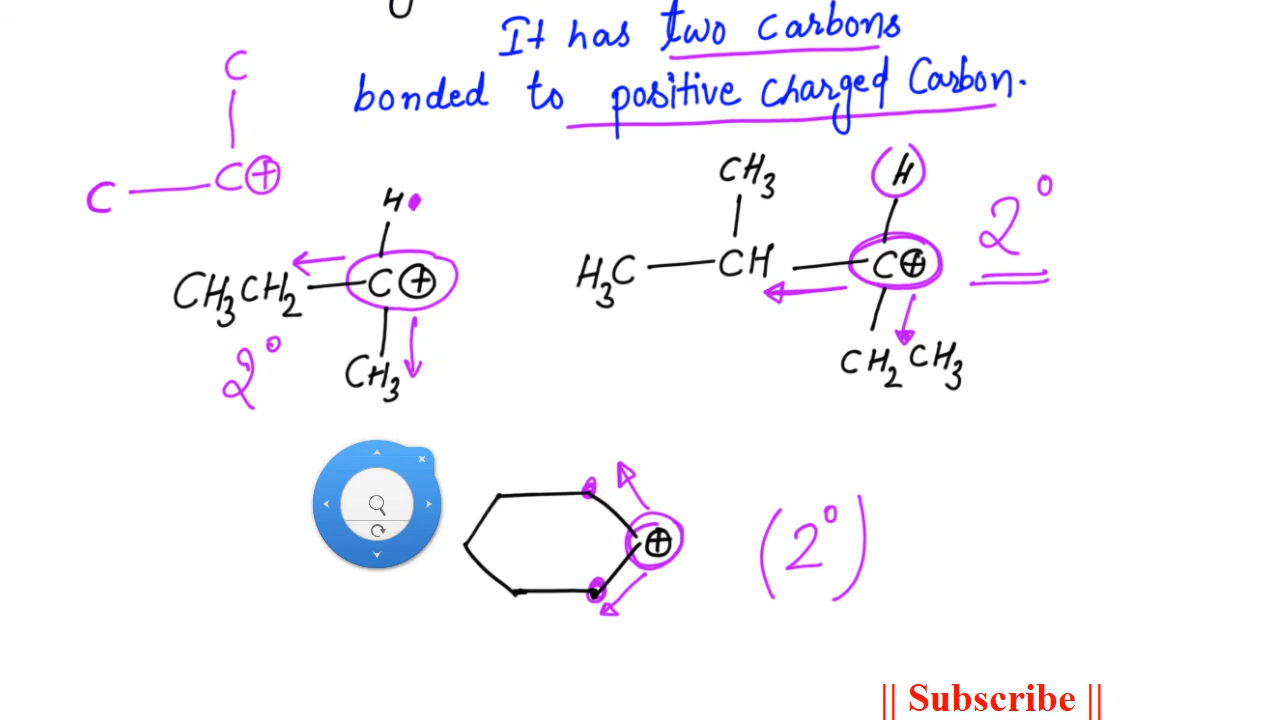 It has two carbons
bonded to positive charged Carbon.
C
C
C⊕
H
CH3CH2
C⊕
CH3
2°
CH3
H
H3C
CH
C⊕
CH2CH3
2°
⊕
(2°)
|| Subscribe ||